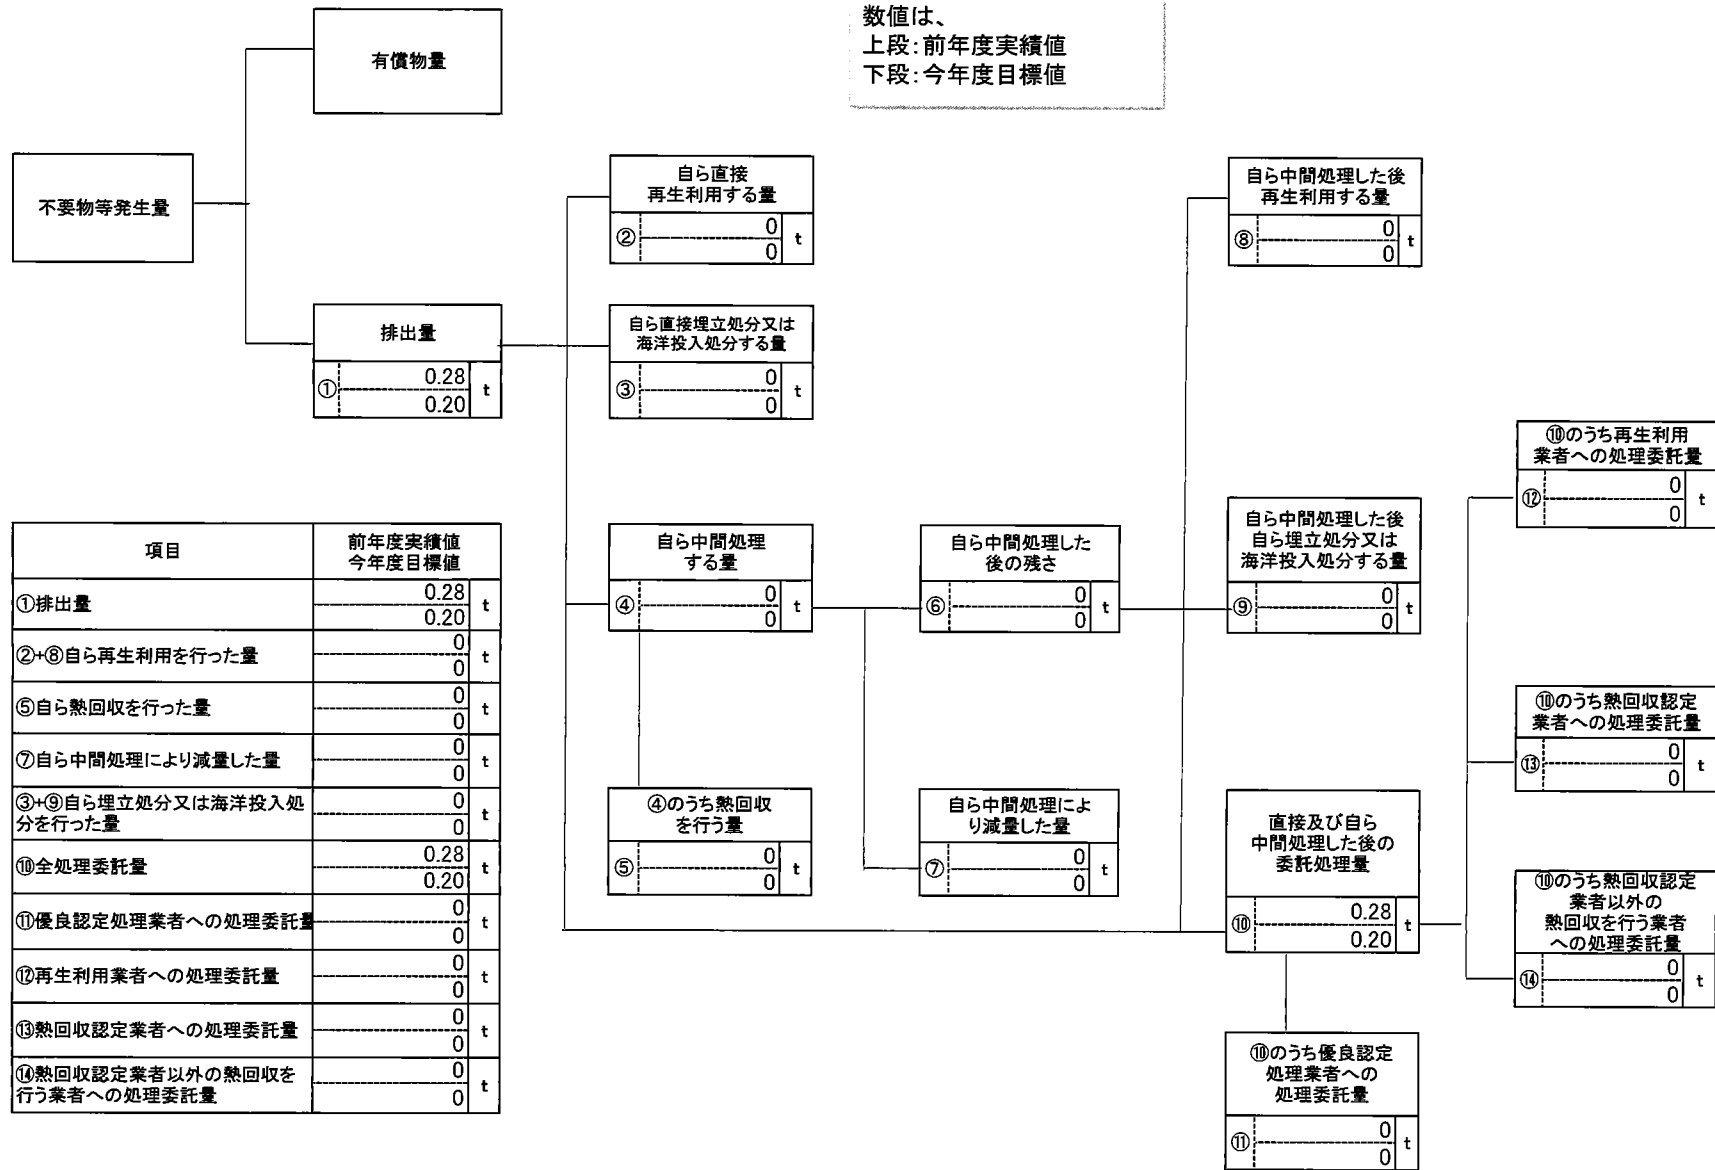 数値は、
上段：前年度実績値
下段：今年度目標値
有償物量
不要物等発生量
排出量
①
0.28
0.20
t
自ら直接
再生利用する量
②
0
0
t
自ら直接埋立処分又は
海洋投入処分する量
③
0
0
t
自ら中間処理
する量
④
0
0
t
④のうち熱回収
を行う量
⑤
0
0
t
自ら中間処理した
後の残さ
⑥
0
0
t
自ら中間処理によ
り減量した量
⑦
0
0
t
自ら中間処理した後
再生利用する量
⑧
0
0
t
自ら中間処理した後
自ら埋立処分又は
海洋投入処分する量
⑨
0
0
t
直接及び自ら
中間処理した後の
委託処理量
⑩
0.28
0.20
t
⑩のうち優良認定
処理業者への
処理委託量
⑪
0
0
t
⑩のうち再生利用
業者への処理委託量
⑫
0
0
t
⑩のうち熱回収認定
業者への処理委託量
⑬
0
0
t
⑩のうち熱回収認定
業者以外の
熱回収を行う業者
への処理委託量
⑭
0
0
t
項目
前年度実績値
今年度目標値
①排出量
0.28
0.20
t
②+⑧自ら再生利用を行った量
0
0
t
⑤自ら熱回収を行った量
0
0
t
⑦自ら中間処理により減量した量
0
0
t
③+⑨自ら埋立処分又は海洋投入処
分を行った量
0
0
t
⑩全処理委託量
0.28
0.20
t
⑪優良認定処理業者への処理委託量
0
0
t
⑫再生利用業者への処理委託量
0
0
t
⑬熱回収認定業者への処理委託量
0
0
t
⑭熱回収認定業者以外の熱回収を
行う業者への処理委託量
0
0
t